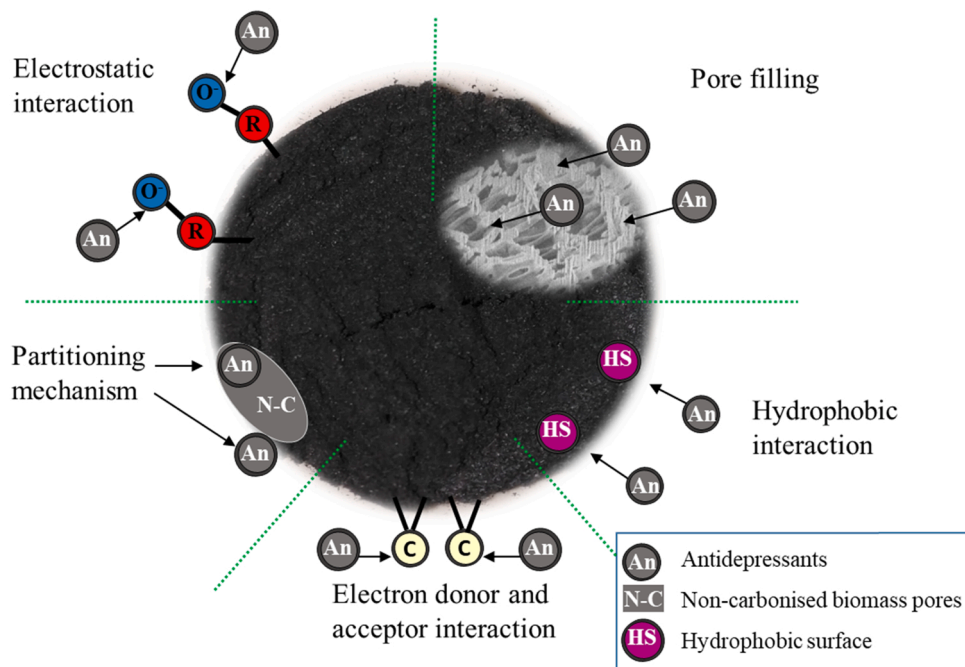 An
Electrostatic
interaction
O⁻
R
Pore filling
An
An
An
O⁻
An
R
Partitioning
mechanism
An
N-C
An
HS
An
HS
An
Hydrophobic
interaction
An
C
C
An
Electron donor and
acceptor interaction
An Antidepressants
N-C Non-carbonised biomass pores
HS Hydrophobic surface